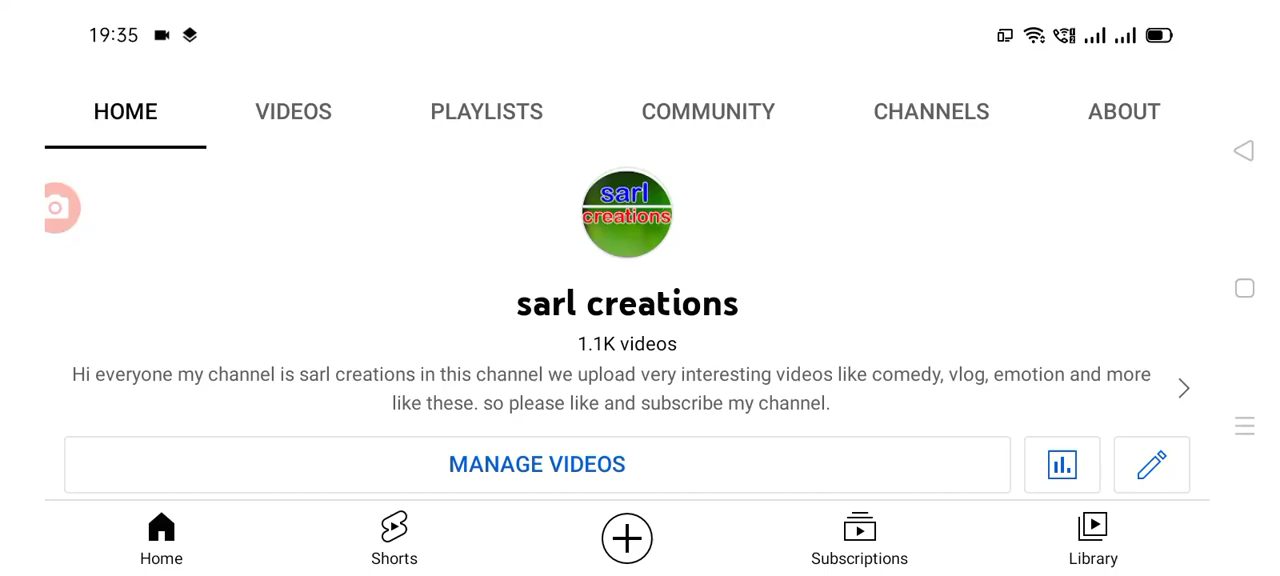 19:35
HOME VIDEOS PLAYLISTS COMMUNITY CHANNELS ABOUT
sarl
creations
sarl creations
1.1K videos
Hi everyone my channel is sarl creations in this channel we upload very interesting videos like comedy, vlog, emotion and more
like these. so please like and subscribe my channel.
MANAGE VIDEOS
Home Shorts Subscriptions Library